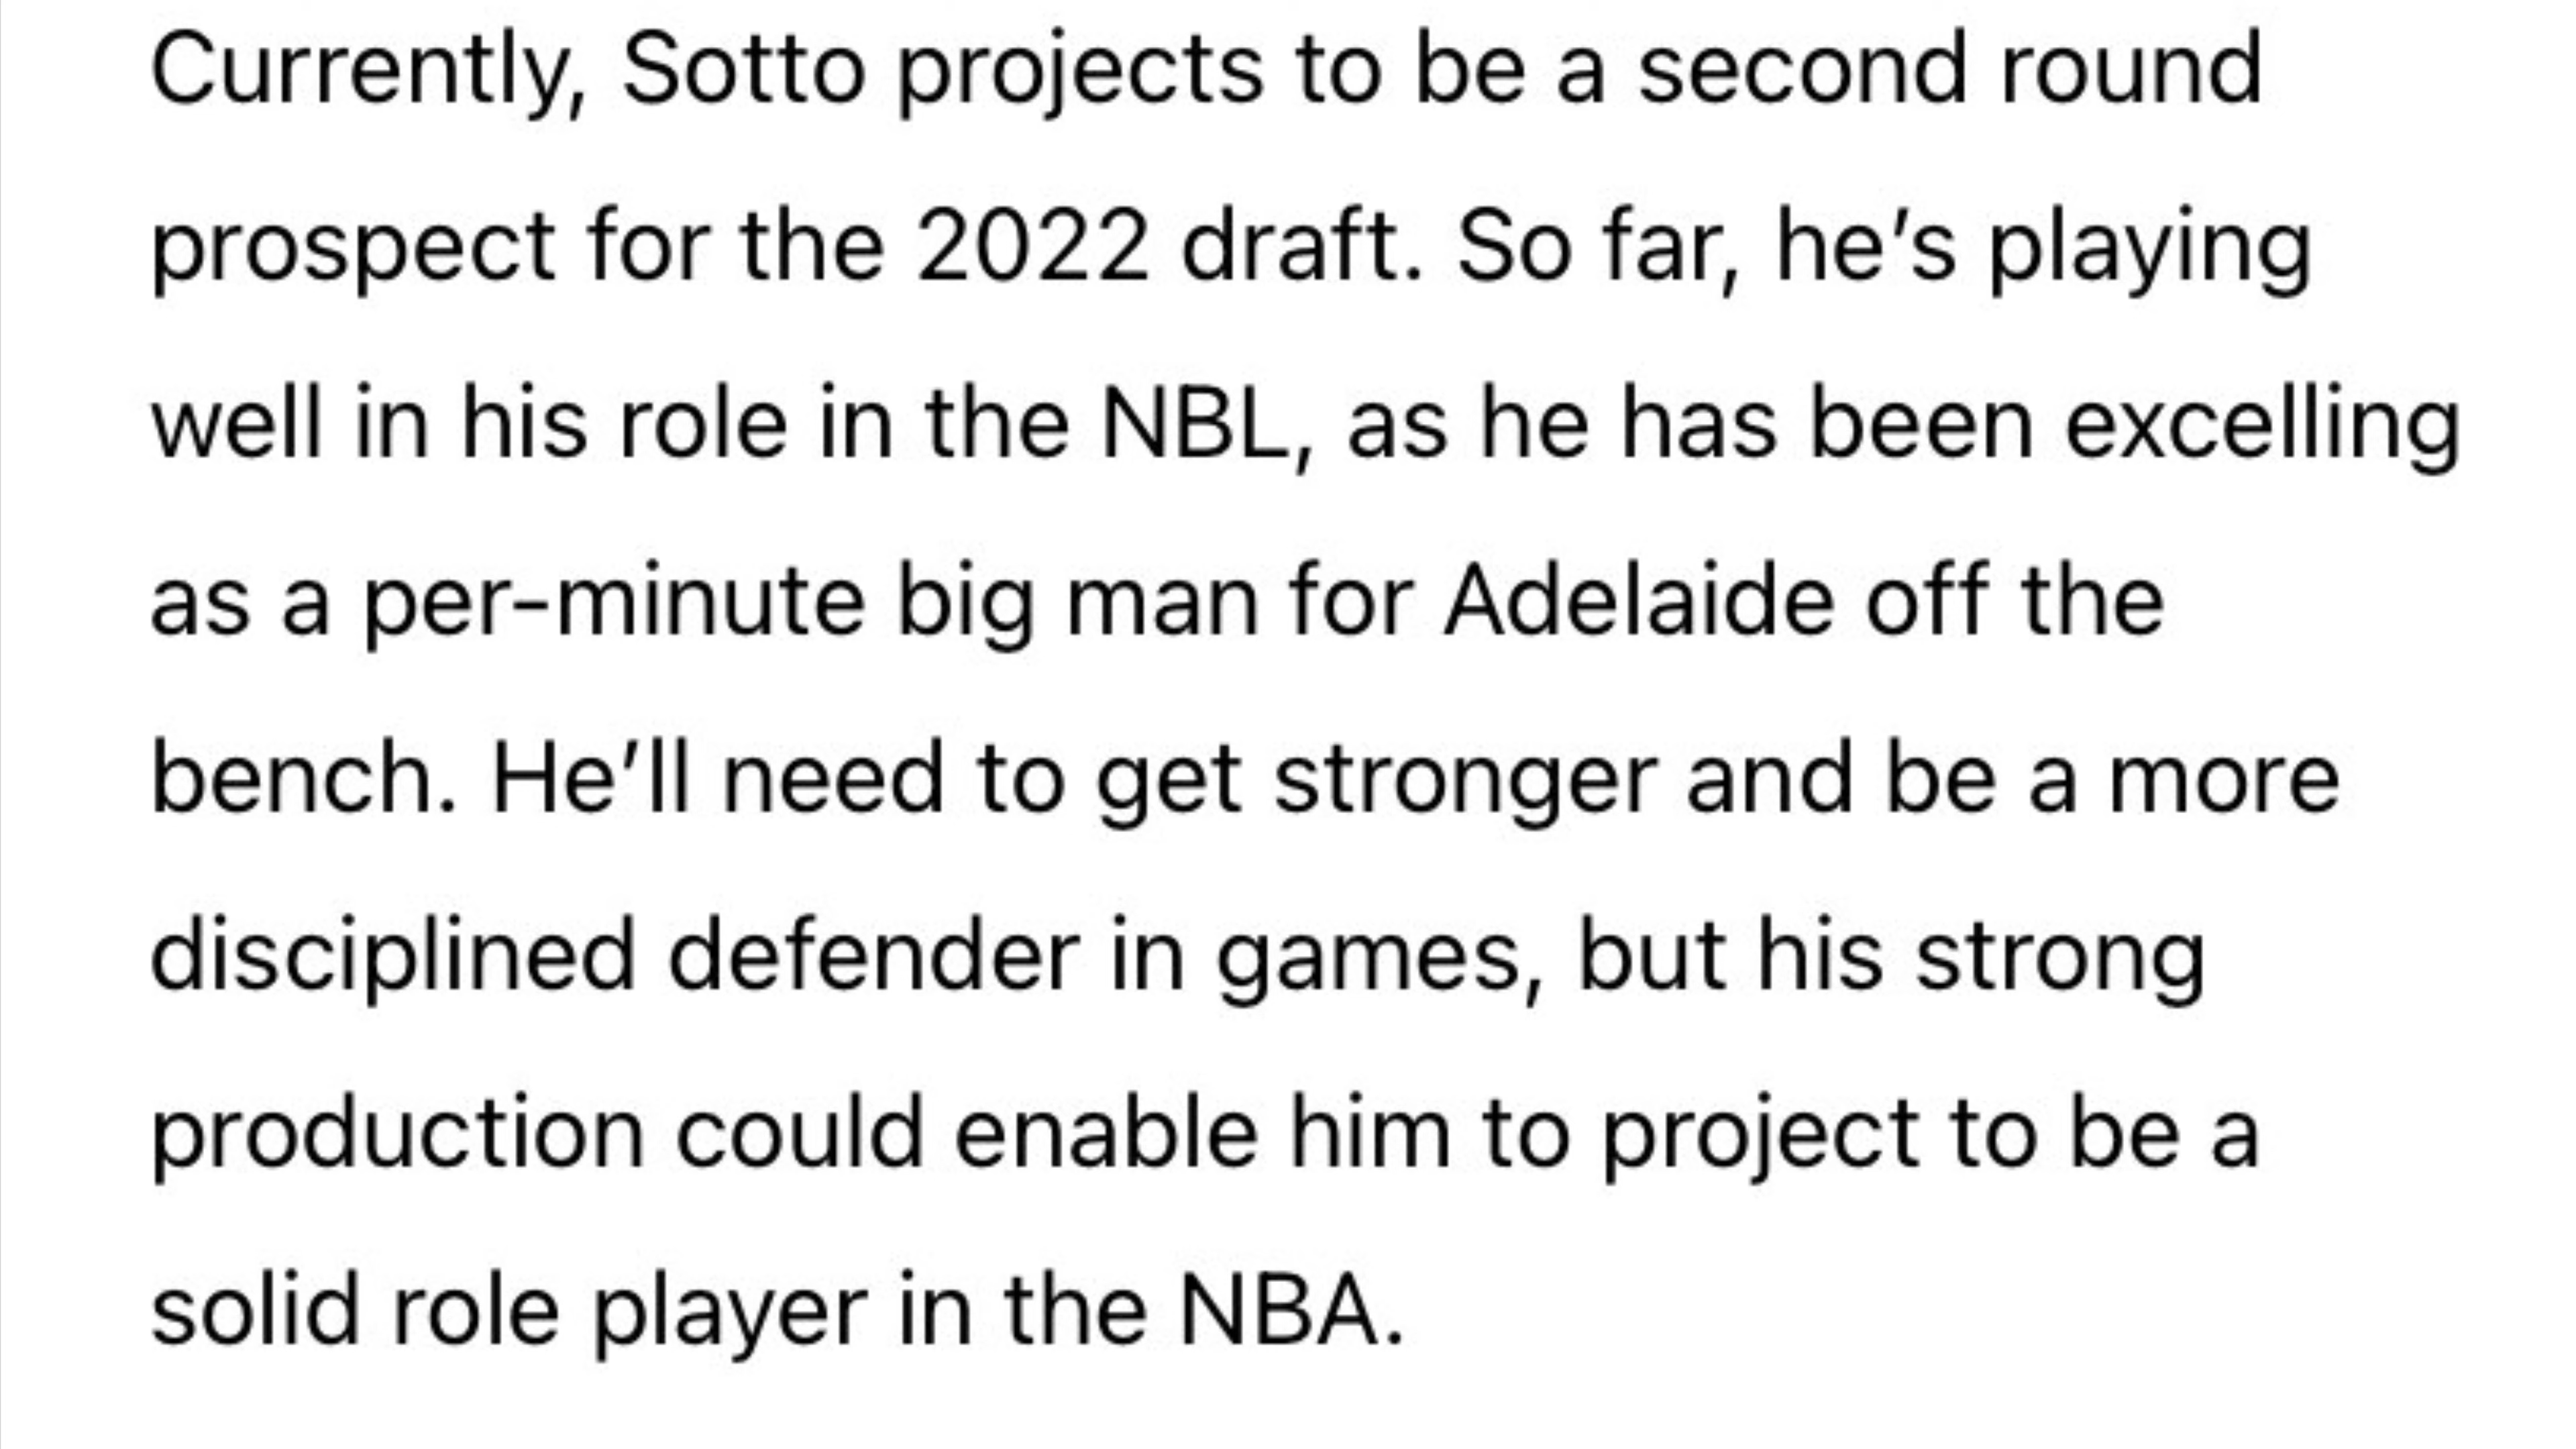 Currently, Sotto projects to be a second round
prospect for the 2022 draft. So far, he’s playing
well in his role in the NBL, as he has been excelling
as a per-minute big man for Adelaide off the
bench. He’ll need to get stronger and be a more
disciplined defender in games, but his strong
production could enable him to project to be a
solid role player in the NBA.